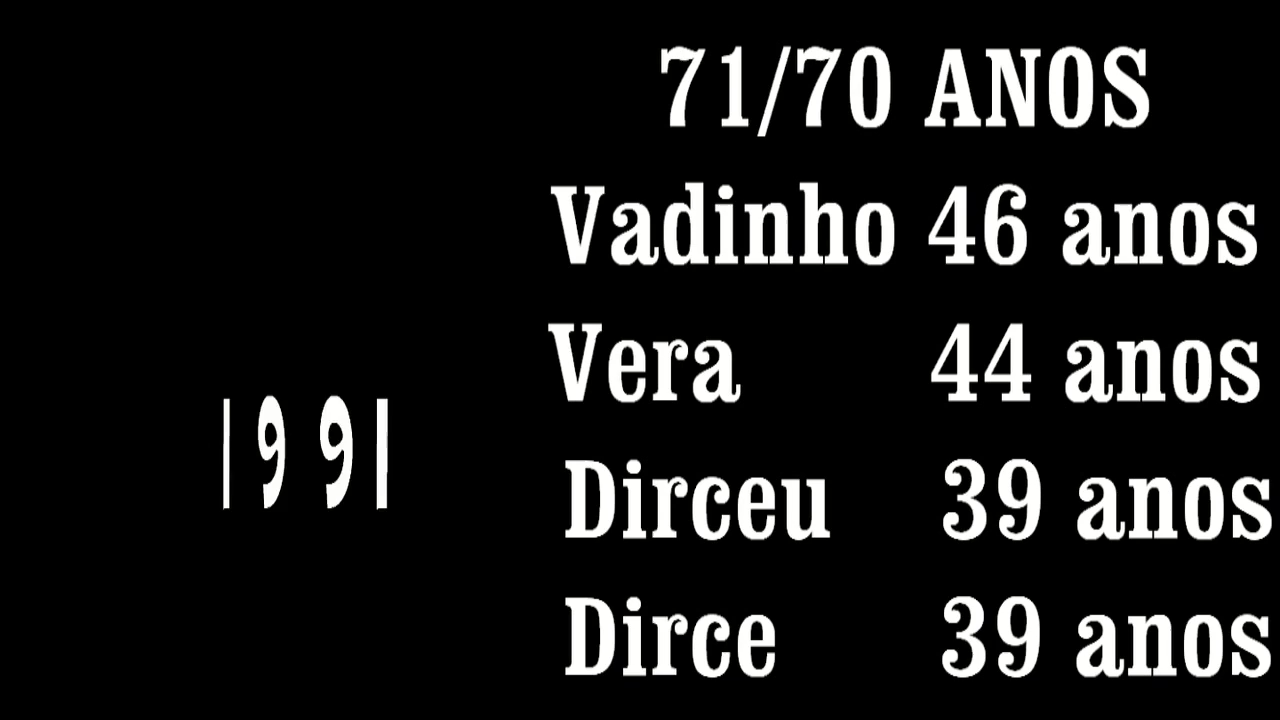 1991
71/70 ANOS
Vadinho 46 anos
Vera 44 anos
Dirceu 39 anos
Dirce 39 anos